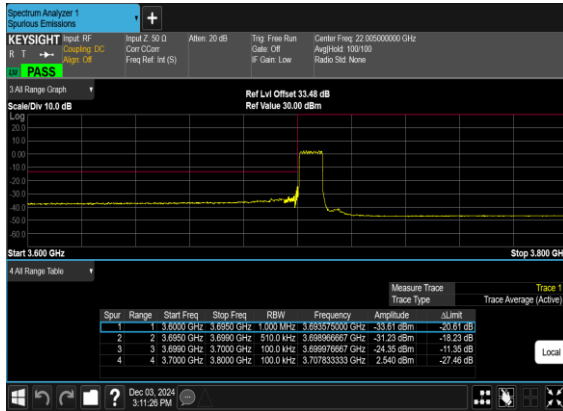 Spectrum Analyzer 1
Spurious Emissions
KEYSIGHT Input: RF Input Z: 50 Ω Atten: 20 dB Trig: Free Run Center Freq: 22.005000000 GHz
R T Coupling: DC Corr CCorr Gate: Off Avg|Hold: 100/100
Align: Off Freq Ref: Int (S) IF Gain: Low Radio Std: None
PASS
3 All Range Graph Ref Lvl Offset 33.48 dB
Scale/Div 10.0 dB Ref Value 30.00 dBm
Log
20.0
10.0
0.00
-10.0
-20.0
-30.0
-40.0
-50.0
-60.0
Start 3.600 GHz Stop 3.800 GH
4 All Range Table
Measure Trace Trace 1
Trace Type Trace Average (Active)
Spur Range Start Freq Stop Freq RBW Frequency Amplitude ΔLimit
1 1 3.6000 GHz 3.6950 GHz 1.000 MHz 3.693575000 GHz -33.61 dBm -20.61 dB
2 2 3.6950 GHz 3.6990 GHz 510.0 kHz 3.698966667 GHz -31.23 dBm -18.23 dB
3 3 3.6990 GHz 3.7000 GHz 100.0 kHz 3.699976667 GHz -24.35 dBm -11.35 dB
4 4 3.7000 GHz 3.8000 GHz 100.0 kHz 3.707833333 GHz 2.540 dBm -27.46 dB
Local
Dec 03, 2024
3:11:26 PM